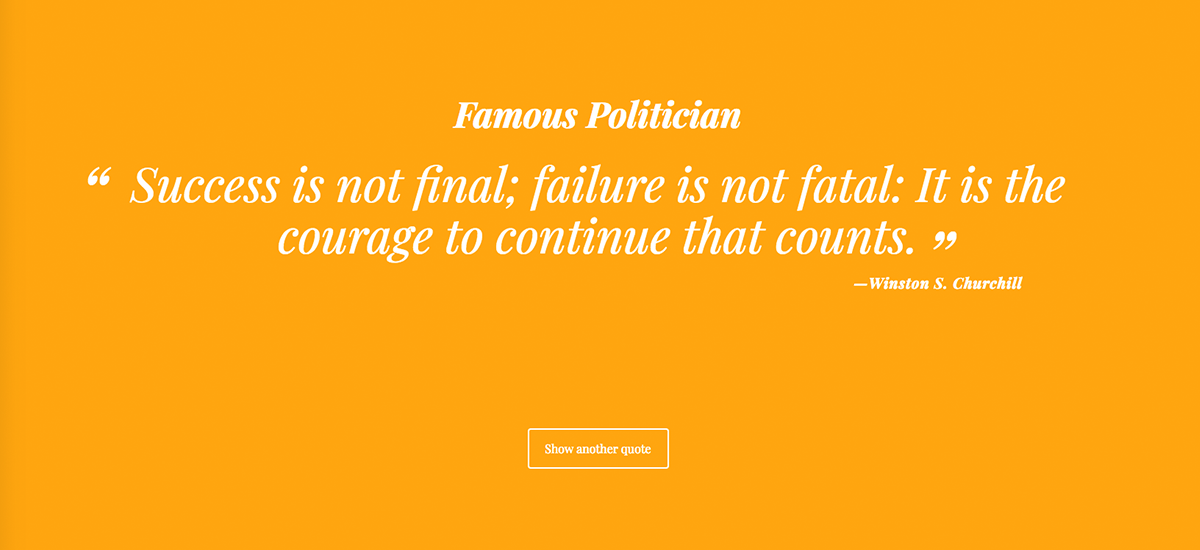 Famous Politician
“ Success is not final; failure is not fatal: It is the
courage to continue that counts. ”
—Winston S. Churchill
Show another quote